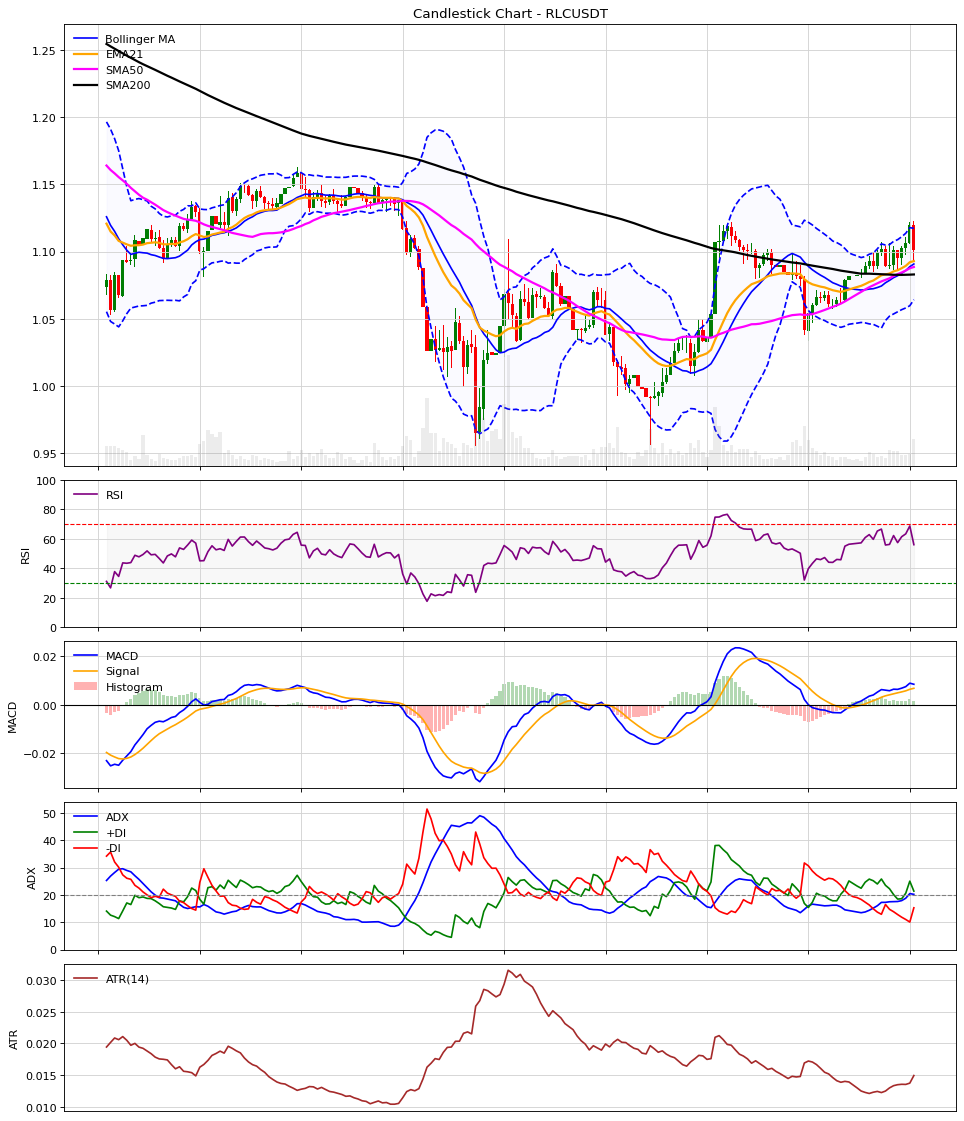 Candlestick Chart - RLCUSDT
Bollinger MA
EMA21
SMA50
SMA200
1.25
1.20
1.15
1.10
1.05
1.00
0.95
RSI
RSI
100
80
60
40
20
0
MACD
Signal
Histogram
MACD
0.02
0.00
−0.02
ADX
+DI
-DI
ADX
50
40
30
20
10
0
ATR(14)
ATR
0.030
0.025
0.020
0.015
0.010